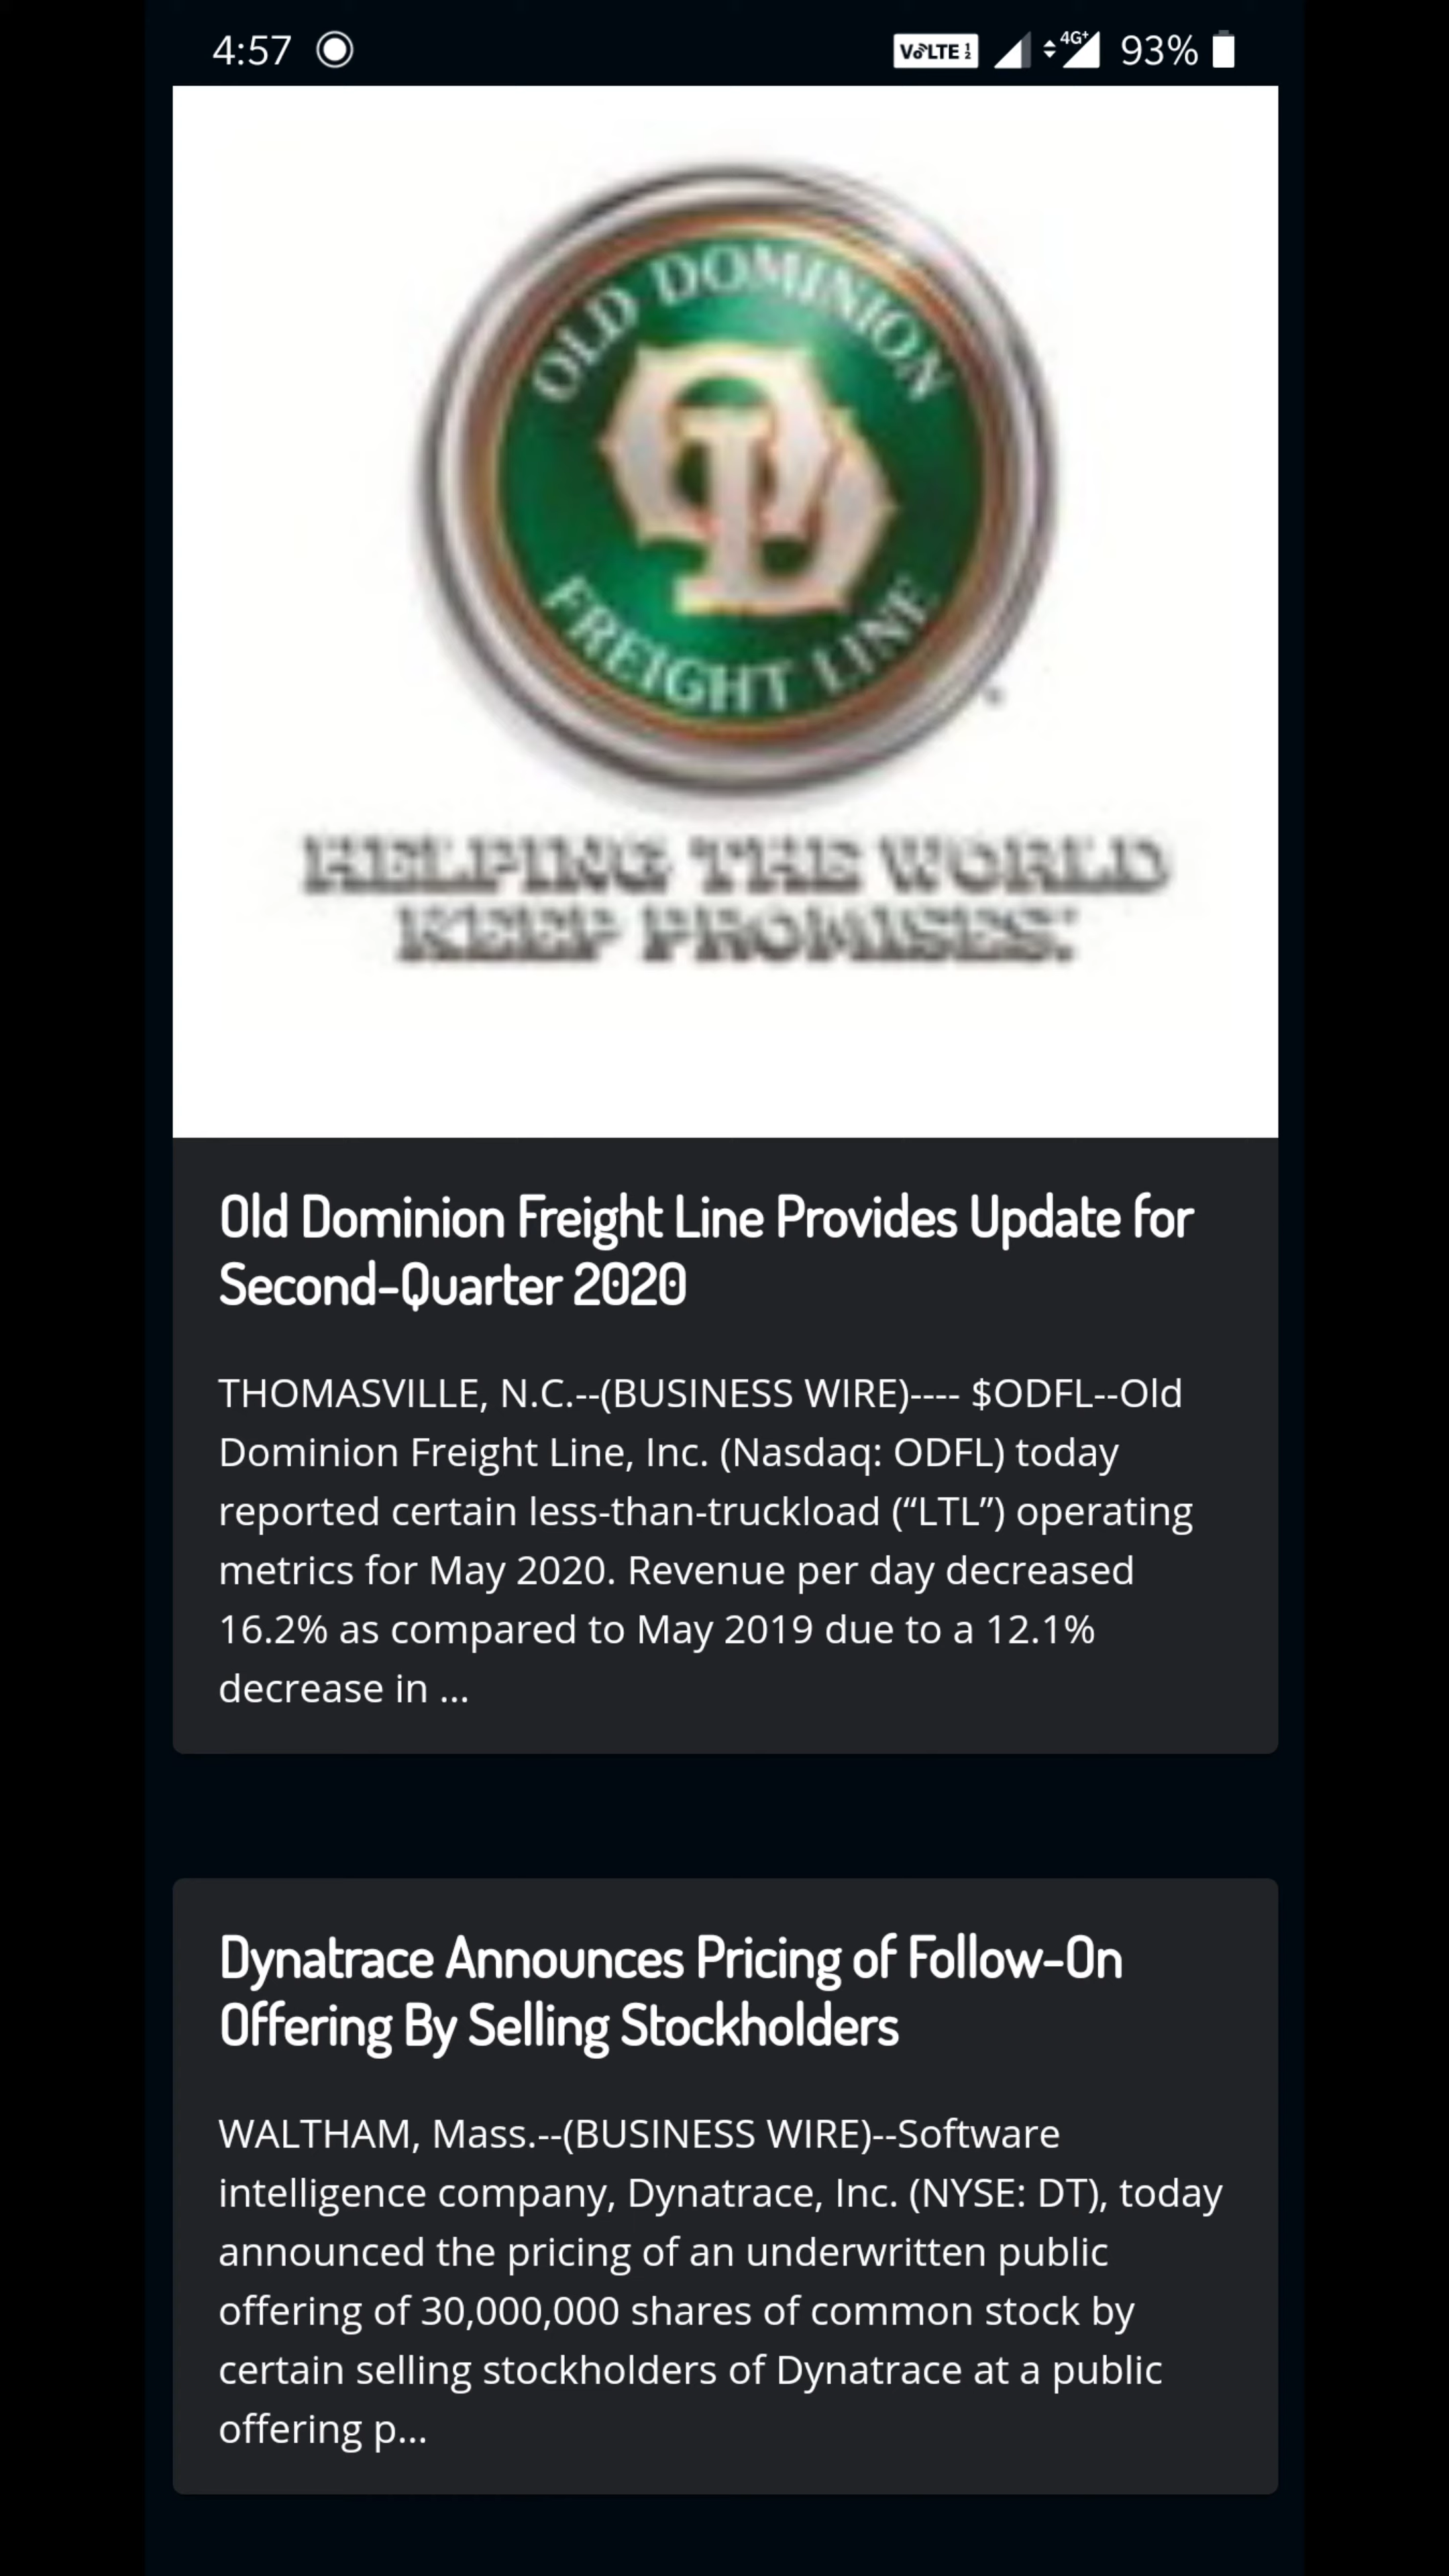 4:57
VoLTE 1 2 4G+ 93%
OLD DOMINION
OD
FREIGHT LINE
HELPING THE WORLD
KEEP PROMISES.
Old Dominion Freight Line Provides Update for
Second-Quarter 2020
THOMASVILLE, N.C.--(BUSINESS WIRE)---- $ODFL--Old
Dominion Freight Line, Inc. (Nasdaq: ODFL) today
reported certain less-than-truckload (“LTL”) operating
metrics for May 2020. Revenue per day decreased
16.2% as compared to May 2019 due to a 12.1%
decrease in ...
Dynatrace Announces Pricing of Follow-On
Offering By Selling Stockholders
WALTHAM, Mass.--(BUSINESS WIRE)--Software
intelligence company, Dynatrace, Inc. (NYSE: DT), today
announced the pricing of an underwritten public
offering of 30,000,000 shares of common stock by
certain selling stockholders of Dynatrace at a public
offering p...